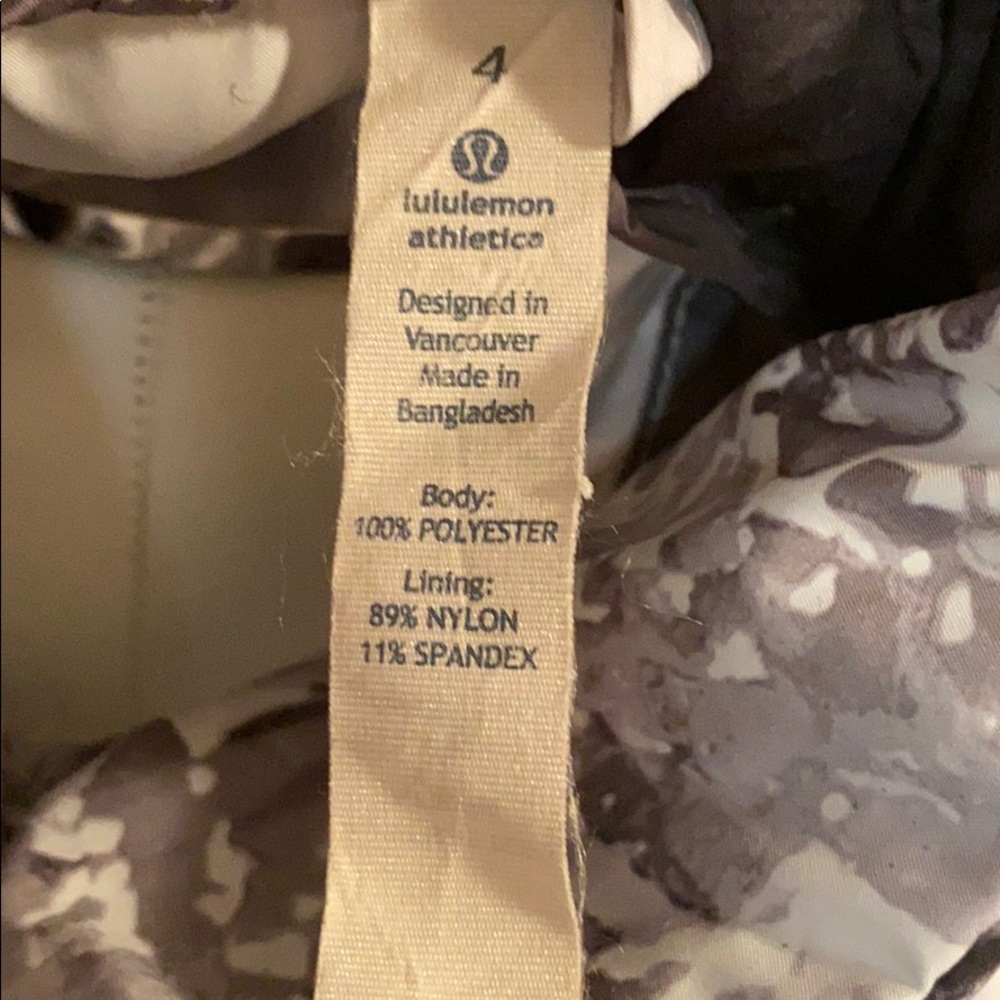 4
lululemon
athletica
Designed in
Vancouver
Made in
Bangladesh
Body:
100% POLYESTER
Lining:
89% NYLON
11% SPANDEX